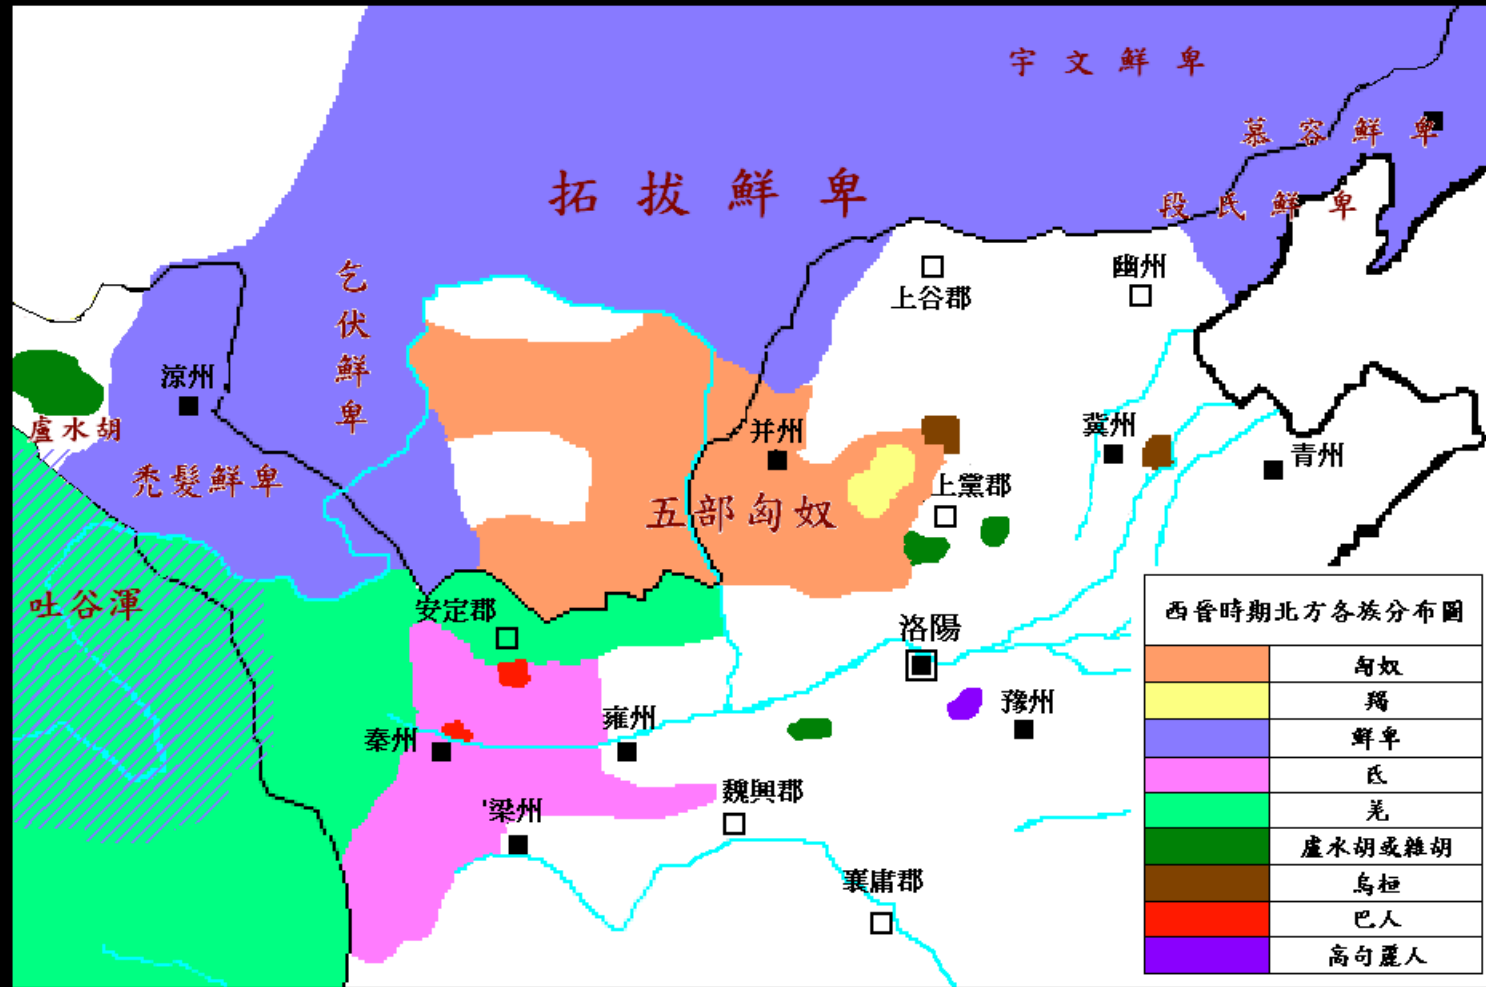 宇文鮮卑
慕容鮮卑
拓拔鮮卑
段氏鮮卑
乞伏鮮卑
上谷郡
幽州
涼州
盧水胡
并州
冀州
青州
禿髮鮮卑
五部匈奴
上黨郡
吐谷渾
安定郡
洛陽
豫州
雍州
秦州
魏興郡
'梁州
襄庸郡
西晉時期北方各族分布圖
匈奴
羯
鮮卑
氐
羌
盧水胡或雜胡
烏桓
巴人
高句麗人